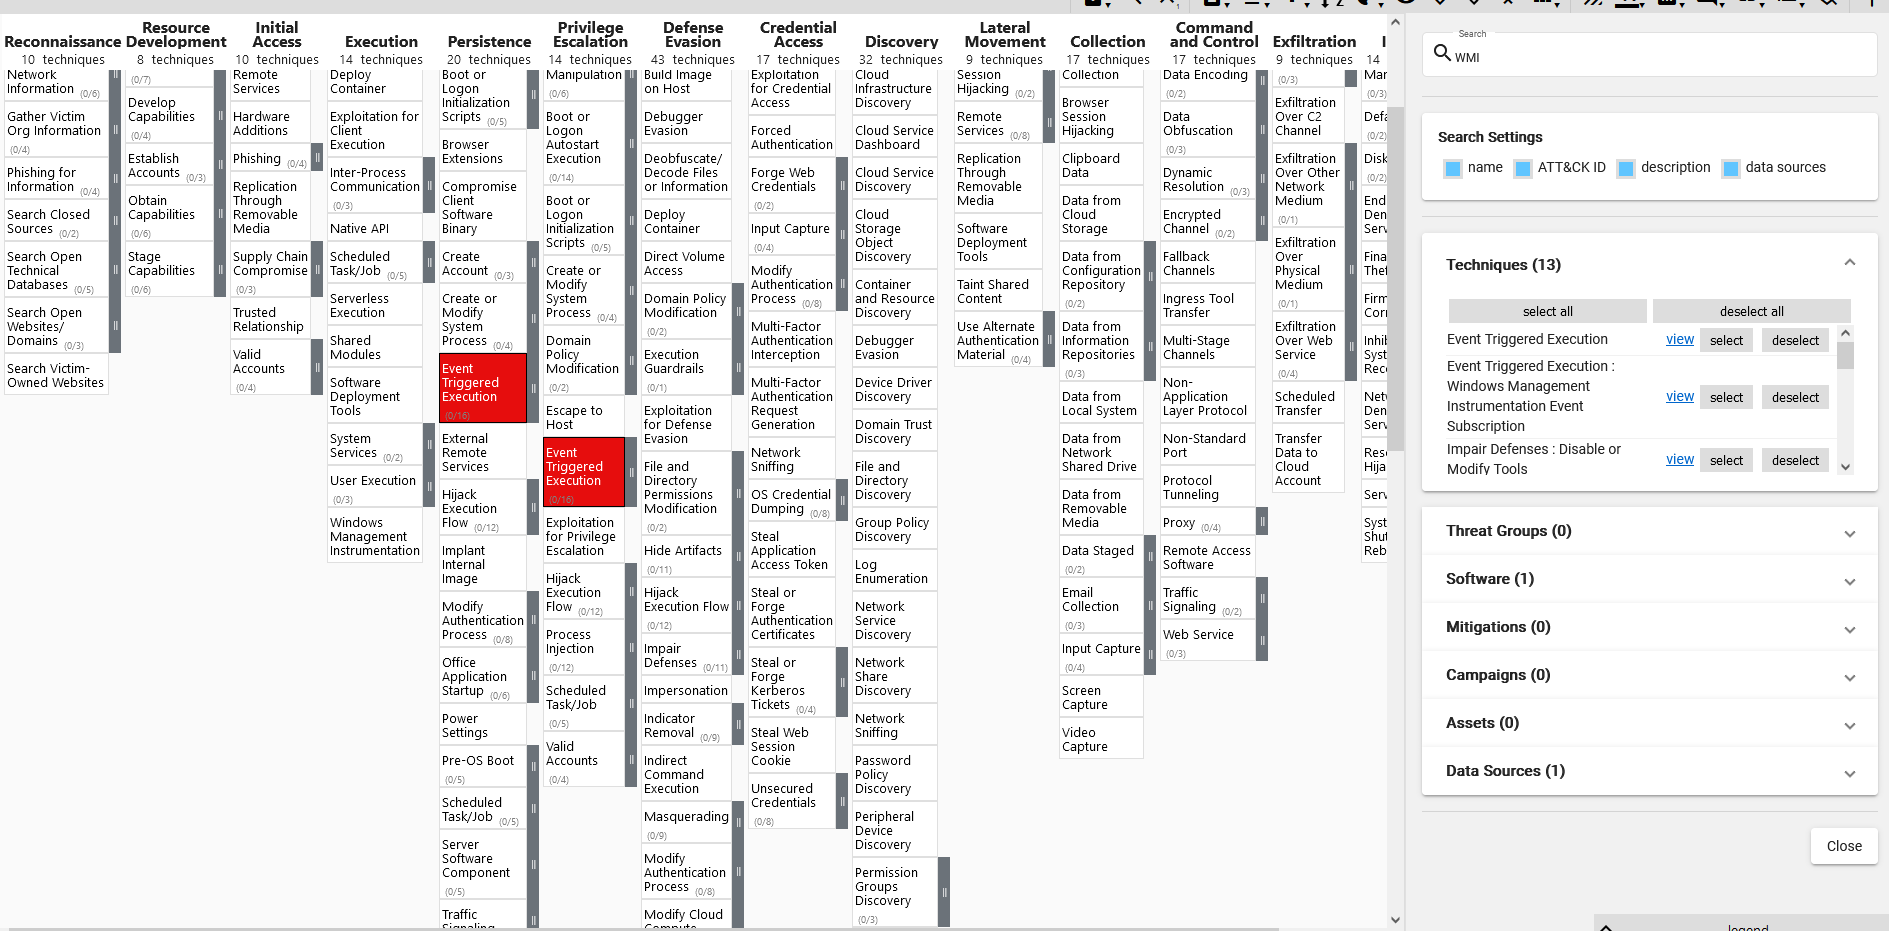 Reconnaissance
10 techniques
Network
Information (0/6)
Gather Victim
Org Information
(0/4)
Phishing for
Information (0/4)
Search Closed
Sources (0/2)
Search Open
Technical
Databases (0/5)
Search Open
Websites/
Domains (0/3)
Search Victim-
Owned Websites
Resource
Development
8 techniques
(0/7)
Develop
Capabilities
(0/4)
Establish
Accounts (0/3)
Obtain
Capabilities
(0/6)
Stage
Capabilities
(0/6)
Initial
Access
10 techniques
Remote
Services
Hardware
Additions
Phishing (0/4)
Replication
Through
Removable
Media
Supply Chain
Compromise
(0/3)
Trusted
Relationship
Valid
Accounts
(0/4)
Execution
14 techniques
Deploy
Container
Exploitation for
Client
Execution
Inter-Process
Communication
(0/3)
Native API
Scheduled
Task/Job (0/5)
Serverless
Execution
Shared
Modules
Software
Deployment
Tools
System
Services (0/2)
User Execution
(0/3)
Windows
Management
Instrumentation
Persistence
20 techniques
Boot or
Logon
Initialization
Scripts (0/5)
Browser
Extensions
Compromise
Client
Software
Binary
Create
Account (0/3)
Create or
Modify
System
Process (0/4)
Event
Triggered
Execution
(0/16)
External
Remote
Services
Hijack
Execution
Flow (0/12)
Implant
Internal
Image
Modify
Authentication
Process (0/8)
Office
Application
Startup (0/6)
Power
Settings
Pre-OS Boot
(0/5)
Scheduled
Task/Job (0/5)
Server
Software
Component
(0/5)
Traffic
Signaling
Privilege
Escalation
14 techniques
Manipulation
(0/6)
Boot or
Logon
Autostart
Execution
(0/14)
Boot or
Logon
Initialization
Scripts (0/5)
Create or
Modify
System
Process (0/4)
Domain
Policy
Modification
(0/2)
Escape to
Host
Event
Triggered
Execution
(0/16)
Exploitation
for Privilege
Escalation
Hijack
Execution
Flow (0/12)
Process
Injection
(0/12)
Scheduled
Task/Job
(0/5)
Valid
Accounts
(0/4)
Defense
Evasion
43 techniques
Build Image
on Host
Debugger
Evasion
Deobfuscate/
Decode Files
or Information
Deploy
Container
Direct Volume
Access
Domain Policy
Modification
(0/2)
Execution
Guardrails
(0/1)
Exploitation
for Defense
Evasion
File and
Directory
Permissions
Modification
(0/2)
Hide Artifacts
(0/11)
Hijack
Execution Flow
(0/12)
Impair
Defenses (0/11)
Impersonation
Indicator
Removal (0/9)
Indirect
Command
Execution
Masquerading
(0/9)
Modify
Authentication
Process (0/8)
Modify Cloud
Compute
Credential
Access
17 techniques
Exploitation
for Credential
Access
Forced
Authentication
Forge Web
Credentials
(0/2)
Input Capture
(0/4)
Modify
Authentication
Process (0/8)
Multi-Factor
Authentication
Interception
Multi-Factor
Authentication
Request
Generation
Network
Sniffing
OS Credential
Dumping (0/8)
Steal
Application
Access Token
Steal or
Forge
Authentication
Certificates
Steal or
Forge
Kerberos
Tickets (0/4)
Steal Web
Session
Cookie
Unsecured
Credentials
(0/8)
Discovery
32 techniques
Cloud
Infrastructure
Discovery
Cloud Service
Dashboard
Cloud Service
Discovery
Cloud
Storage
Object
Discovery
Container
and Resource
Discovery
Debugger
Evasion
Device Driver
Discovery
Domain Trust
Discovery
File and
Directory
Discovery
Group Policy
Discovery
Log
Enumeration
Network
Service
Discovery
Network
Share
Discovery
Network
Sniffing
Password
Policy
Discovery
Peripheral
Device
Discovery
Permission
Groups
Discovery
(0/3)
Lateral
Movement
9 techniques
Session
Hijacking (0/2)
Remote
Services (0/8)
Replication
Through
Removable
Media
Software
Deployment
Tools
Taint Shared
Content
Use Alternate
Authentication
Material (0/4)
Collection
17 techniques
Collection
Browser
Session
Hijacking
Clipboard
Data
Data from
Cloud
Storage
Data from
Configuration
Repository
(0/2)
Data from
Information
Repositories
(0/3)
Data from
Local System
Data from
Network
Shared Drive
Data from
Removable
Media
Data Staged
(0/2)
Email
Collection
(0/3)
Input Capture
(0/4)
Screen
Capture
Video
Capture
Command
and Control
17 techniques
Data Encoding
(0/2)
Data
Obfuscation
(0/3)
Dynamic
Resolution (0/3)
Encrypted
Channel (0/2)
Fallback
Channels
Ingress Tool
Transfer
Multi-Stage
Channels
Non-
Application
Layer Protocol
Non-Standard
Port
Protocol
Tunneling
Proxy (0/4)
Remote Access
Software
Traffic
Signaling (0/2)
Web Service
(0/3)
Exfiltration
9 techniques
(0/3)
Exfiltration
Over C2
Channel
Exfiltration
Over Other
Network
Medium
(0/1)
Exfiltration
Over
Physical
Medium
(0/1)
Exfiltration
Over Web
Service
(0/4)
Scheduled
Transfer
Transfer
Data to
Cloud
Account
14
(0/3)
(0/2)
(0/2)
Search
WMI
Search Settings
name ATT&CK ID description data sources
Techniques (13)
select all deselect all
Event Triggered Execution view select deselect
Event Triggered Execution :
Windows Management
Instrumentation Event
Subscription
view select deselect
Impair Defenses : Disable or
Modify Tools
view select deselect
Threat Groups (0)
Software (1)
Mitigations (0)
Campaigns (0)
Assets (0)
Data Sources (1)
Close
legend